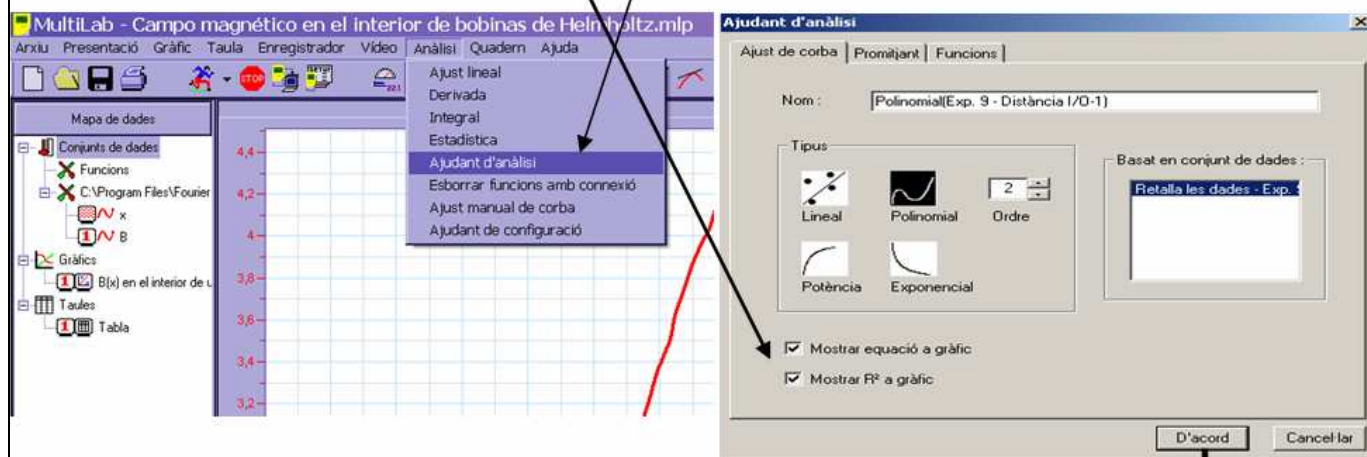 MultiLab - Campo magnético en el interior de bobinas de Helmholtz.mlp
Arxiu Presentació Gràfic Taula Enregistrador Vídeo Anàlisi Quadern Ajuda
Ajust lineal
Derivada
Integral
Estadística
Ajudant d'anàlisi
Esborrar funcions amb connexió
Ajust manual de corba
Ajudant de configuració
STOP
Mapa de dades
Conjunts de dades
Funcions
C:\Program Files\Fourier
x
1 B
Gràfics
1 B(x) en el interior de u
Taules
1 Tabla
4,4
4,2
4
3,8
3,6
3,4
3,2
Ajudant d'anàlisi
Ajust de corba Promitjant Funcions
Nom : Polinomial(Exp. 9 - Distància I/O-1)
Tipus
Lineal Polinomial 2 Ordre
Potència Exponencial
Basat en conjunt de dades :
Retalla les dades - Exp.
Mostrar equació a gràfic
Mostrar R² a gràfic
D'acord Cancel·lar